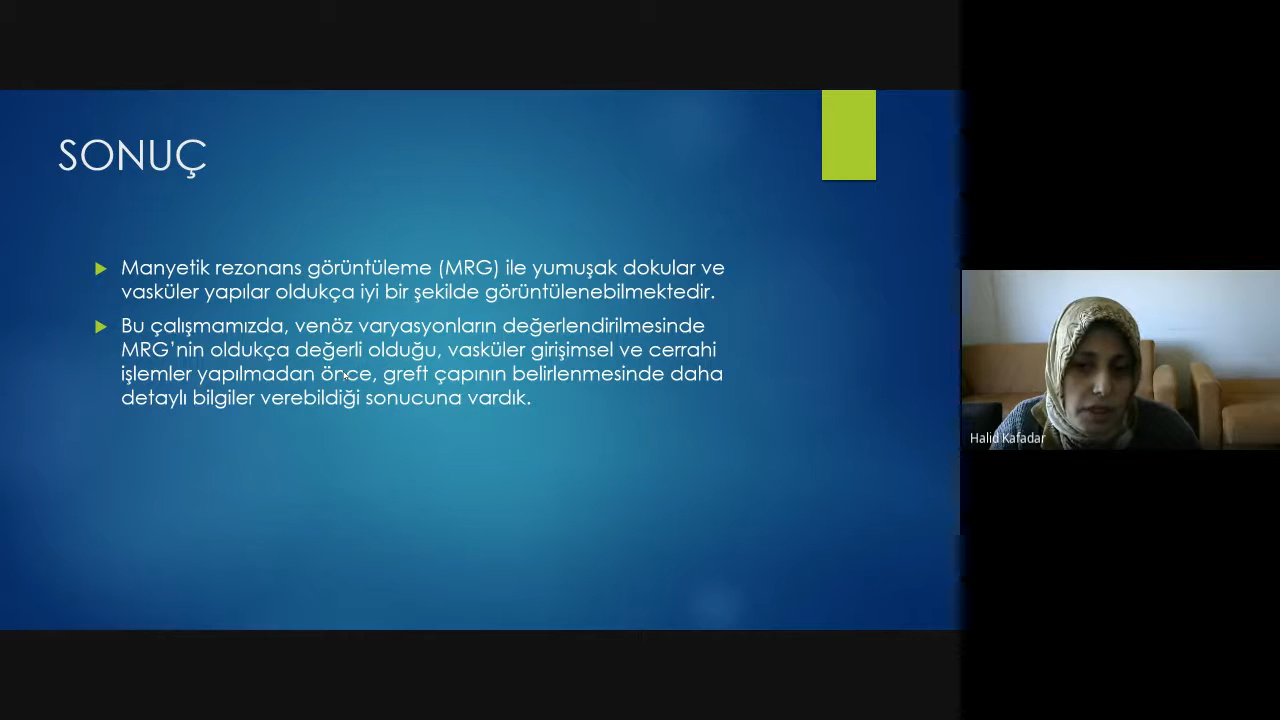 SONUÇ
Manyetik rezonans görüntüleme (MRG) ile yumuşak dokular ve
vasküler yapılar oldukça iyi bir şekilde görüntülenebilmektedir.
Bu çalışmamızda, venöz varyasyonların değerlendirilmesinde
MRG’nin oldukça değerli olduğu, vasküler girişimsel ve cerrahi
işlemler yapılmadan önce, greft çapının belirlenmesinde daha
detaylı bilgiler verebildiği sonucuna vardık.
Halid Kafadar